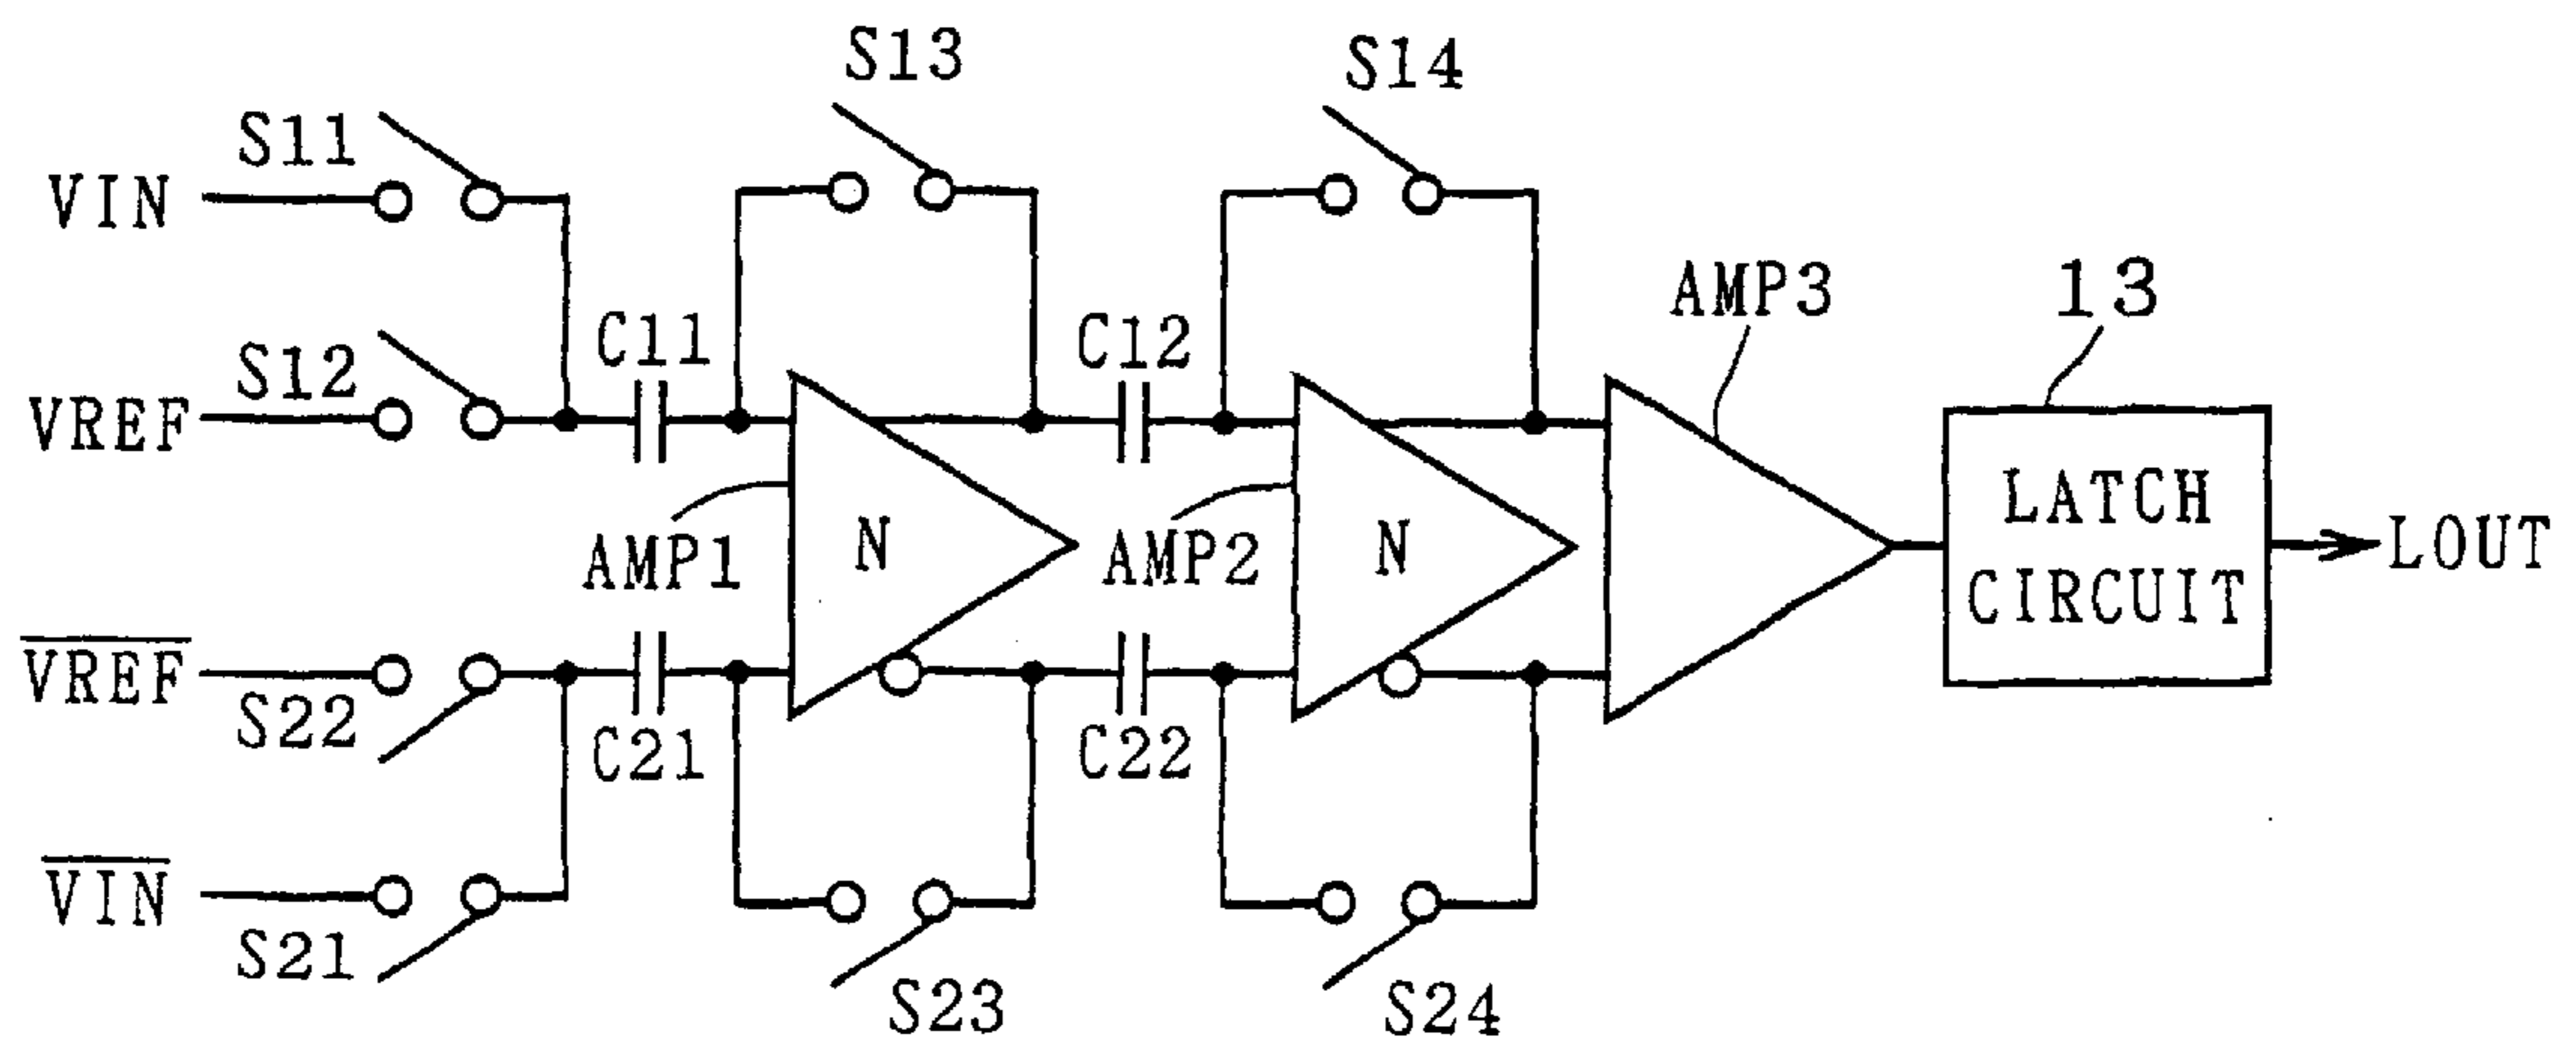 S13
S14
S11
VIN
AMP3
13
S12
C11
C12
VREF
LATCH
CIRCUIT
LOUT
N
N
AMP1
AMP2
VREF
S22
C21
C22
VIN
S21
S23
S24